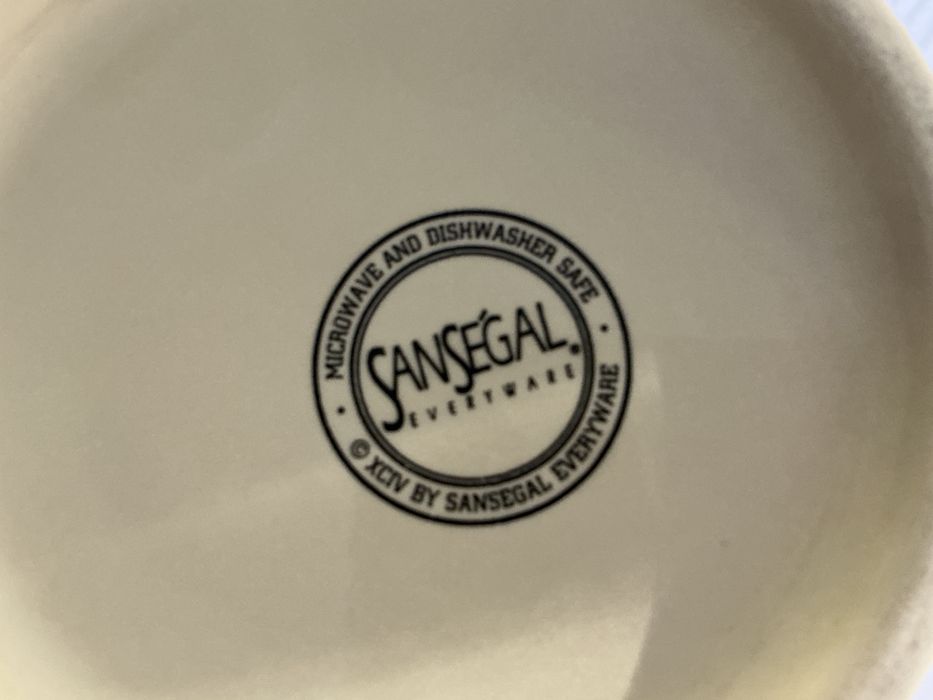 MICROWAVE AND DISHWASHER SAFE
SANSÉGAL.
EVERYWARE
© XCIV BY SANSEGAL EVERYWARE